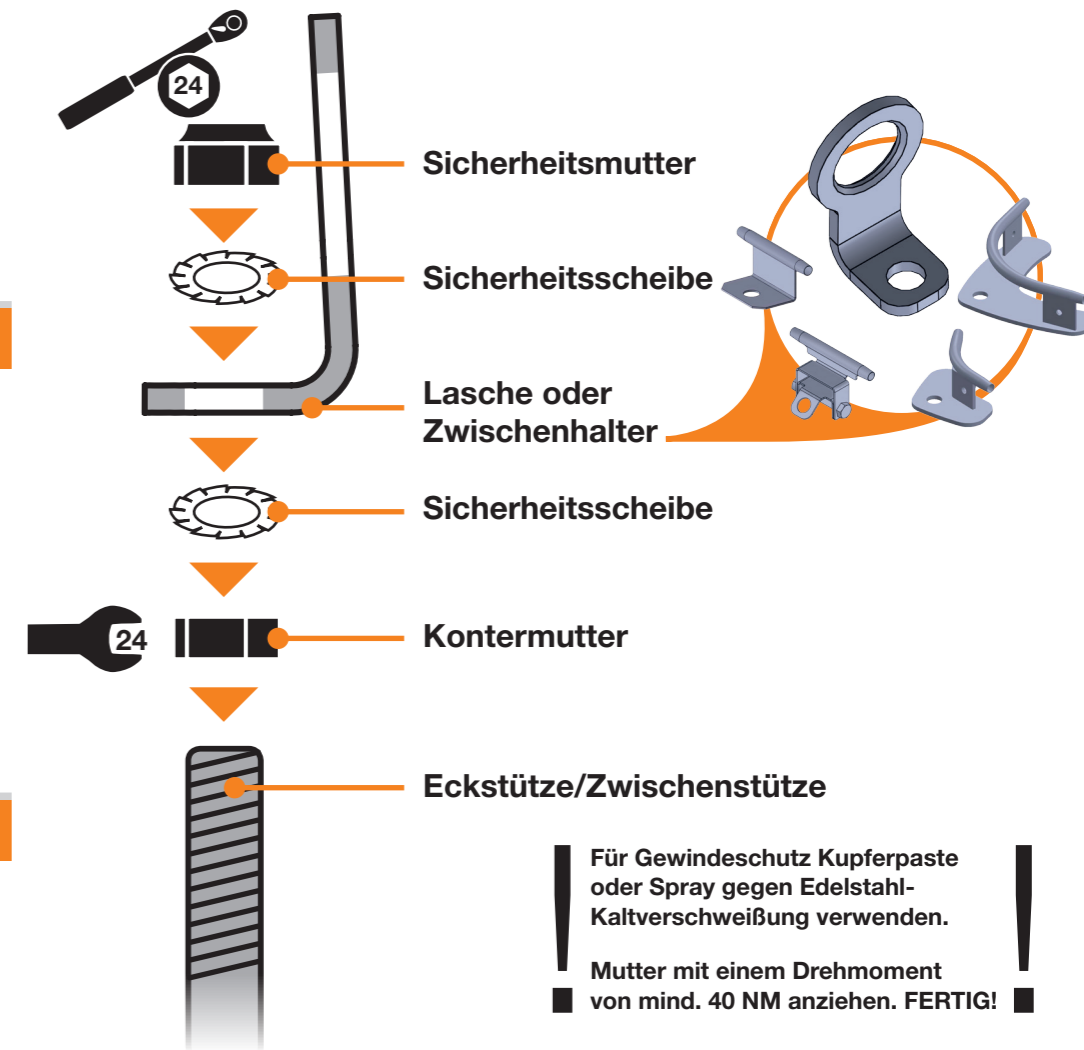 24
Sicherheitsmutter
Sicherheitsscheibe
Lasche oder
Zwischenhalter
Sicherheitsscheibe
24
Kontermutter
Eckstütze/Zwischenstütze
Für Gewindeschutz Kupferpaste
oder Spray gegen Edelstahl-
Kaltverschweißung verwenden.
Mutter mit einem Drehmoment
von mind. 40 NM anziehen. FERTIG!